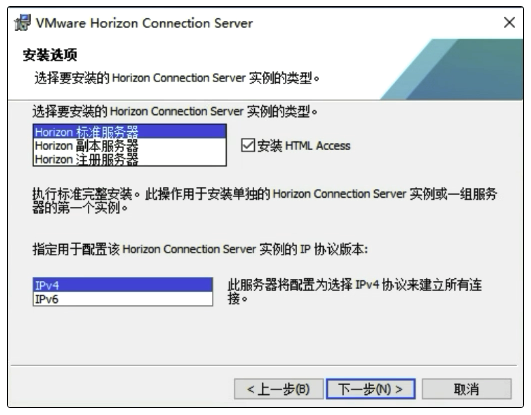 VMware Horizon Connection Server
安装选项
选择要安装的 Horizon Connection Server 实例的类型。
选择要安装的 Horizon Connection Server 实例的类型。
Horizon 标准服务器
Horizon 副本服务器
Horizon 注册服务器
安装 HTML Access
执行标准完整安装。此操作用于安装单独的 Horizon Connection Server 实例或一组服务
器的第一个实例。
指定用于配置该 Horizon Connection Server 实例的 IP 协议版本:
IPv4
IPv6
此服务器将配置为选择 IPv4 协议来建立所有连
接。
< 上一步(B)
下一步(N) >
取消